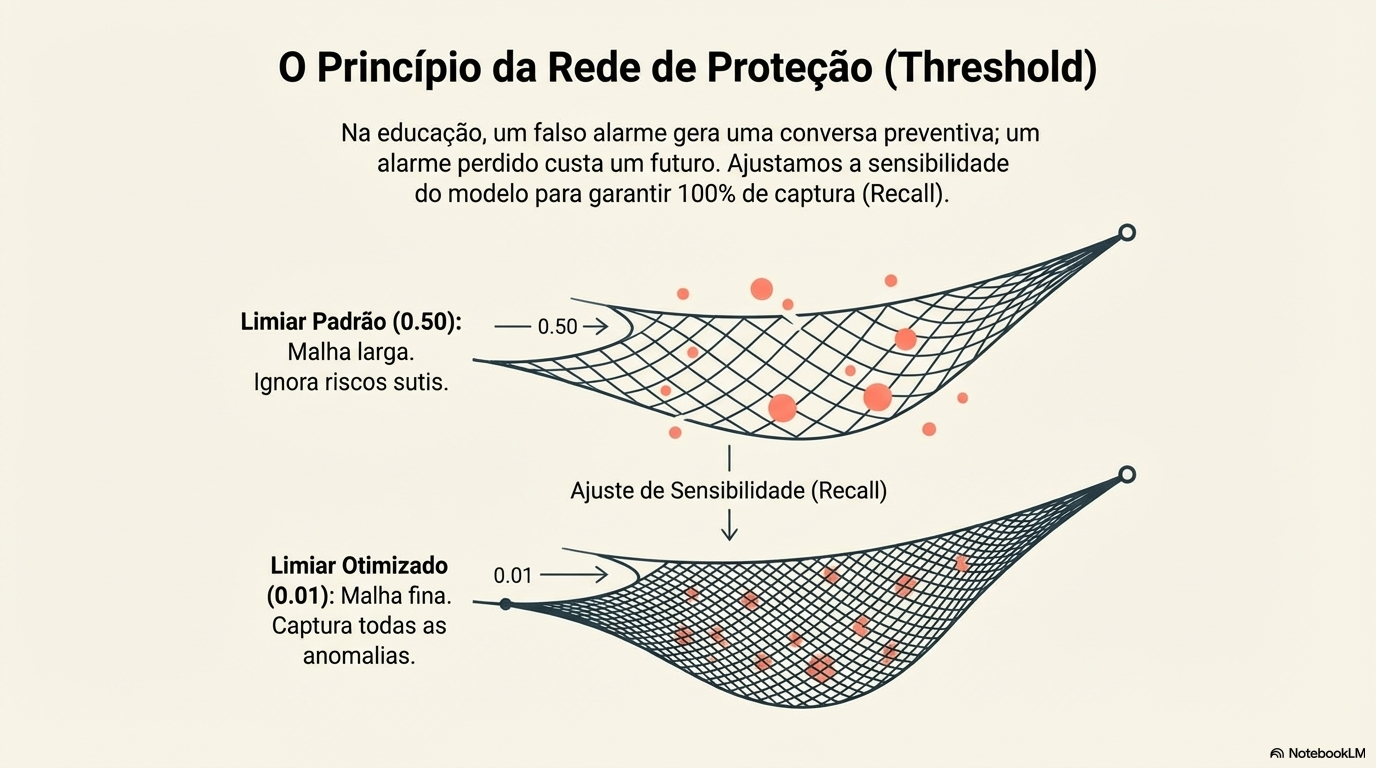 O Princípio da Rede de Proteção (Threshold)
Na educação, um falso alarme gera uma conversa preventiva; um
alarme perdido custa um futuro. Ajustamos a sensibilidade
do modelo para garantir 100% de captura (Recall).
Limiar Padrão (0.50):
Malha larga.
Ignora riscos sutis.
0.50
Ajuste de Sensibilidade (Recall)
Limiar Otimizado
(0.01): Malha fina.
Captura todas as
anomalias.
0.01
NotebookLM